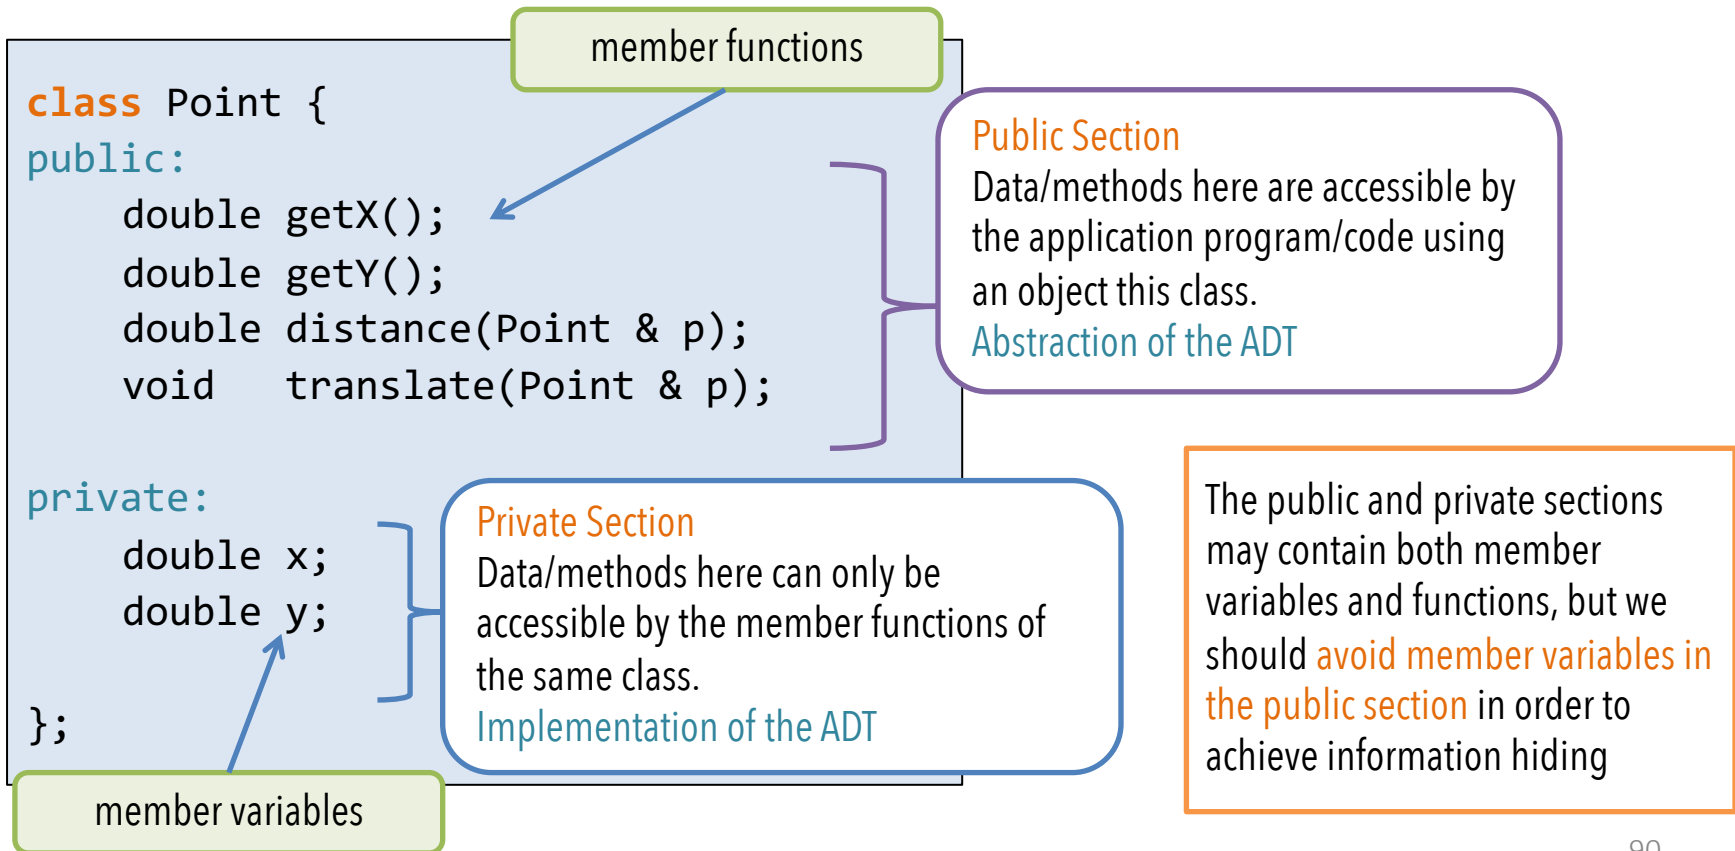 member functions
class Point {
public:
double getX();
double getY();
double distance(Point & p);
void translate(Point & p);
private:
double x;
double y;
};
member variables
Public Section
Data/methods here are accessible by
the application program/code using
an object this class.
Abstraction of the ADT
Private Section
Data/methods here can only be
accessible by the member functions of
the same class.
Implementation of the ADT
The public and private sections
may contain both member
variables and functions, but we
should avoid member variables in
the public section in order to
achieve information hiding
90